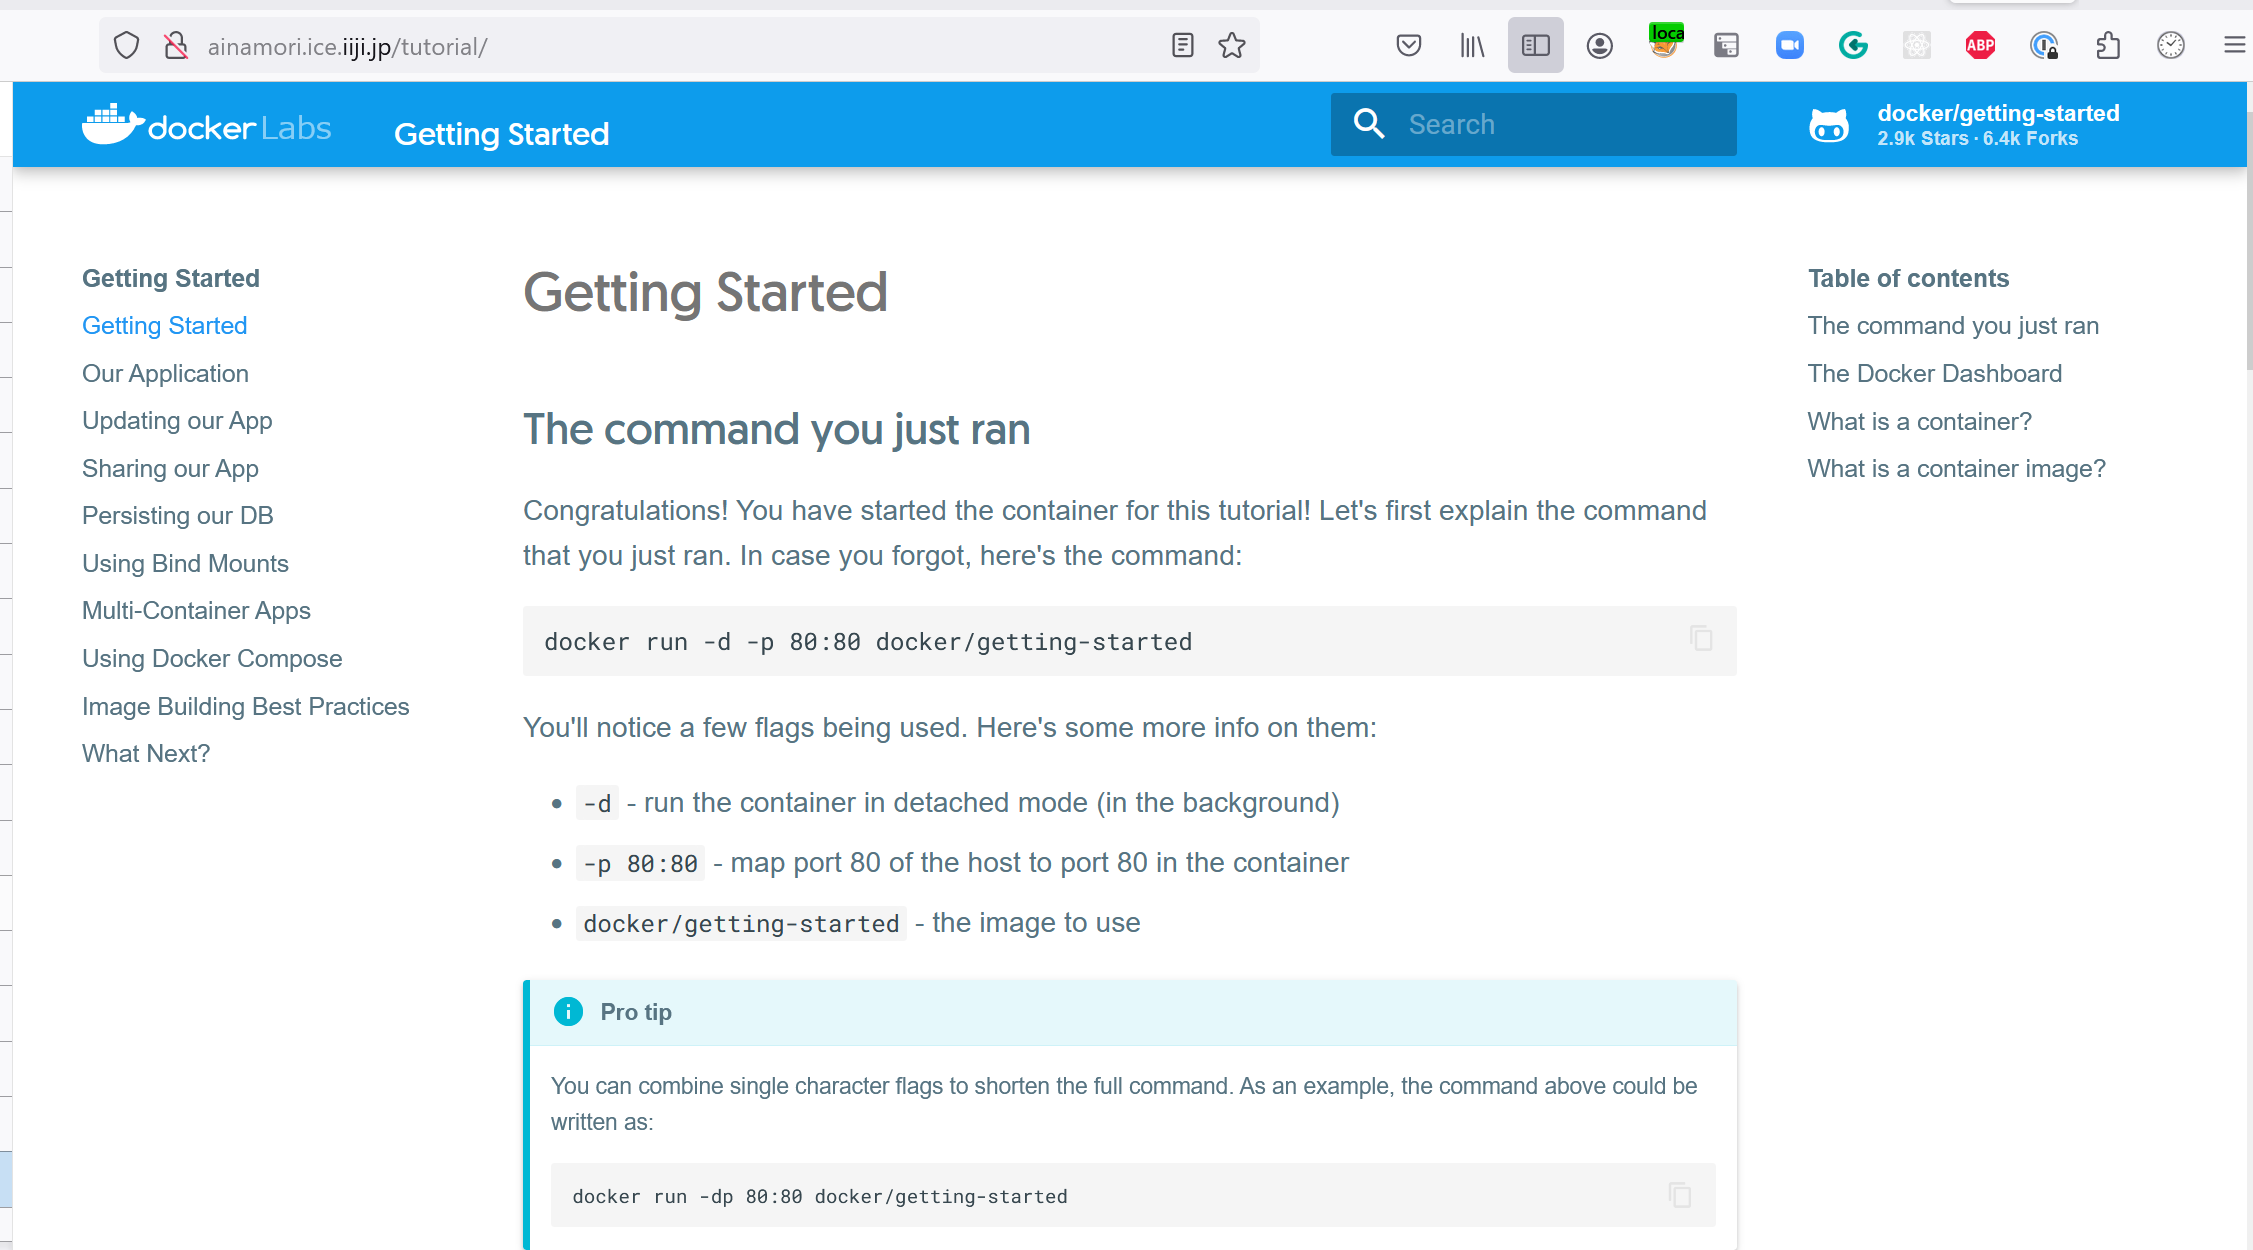 ainamori.ice.iiji.jp/tutorial/
loca
ABP
docker Labs
Getting Started
Search
docker/getting-started
2.9k Stars · 6.4k Forks
Getting Started
Getting Started
Our Application
Updating our App
Sharing our App
Persisting our DB
Using Bind Mounts
Multi-Container Apps
Using Docker Compose
Image Building Best Practices
What Next?
Getting Started
The command you just ran
Congratulations! You have started the container for this tutorial! Let's first explain the command
that you just ran. In case you forgot, here's the command:
docker run -d -p 80:80 docker/getting-started
You'll notice a few flags being used. Here's some more info on them:
-d - run the container in detached mode (in the background)
-p 80:80 - map port 80 of the host to port 80 in the container
docker/getting-started - the image to use
Pro tip
You can combine single character flags to shorten the full command. As an example, the command above could be
written as:
docker run -dp 80:80 docker/getting-started
Table of contents
The command you just ran
The Docker Dashboard
What is a container?
What is a container image?